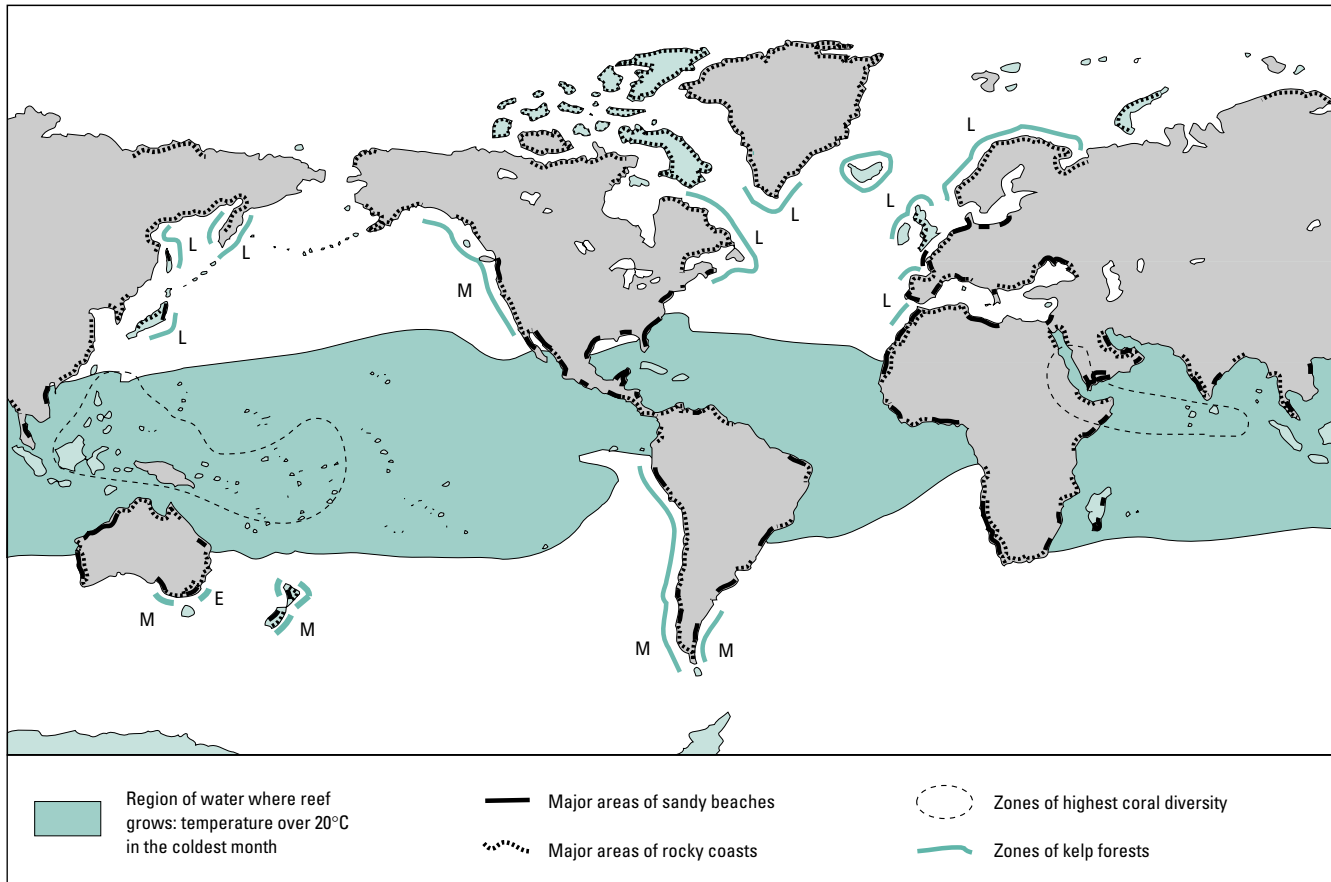 L
L
L
L
L
L
L
M
L
L
M
E
M
M
M
Region of water where reef
grows: temperature over 20°C
in the coldest month
Major areas of sandy beaches
Major areas of rocky coasts
Zones of highest coral diversity
Zones of kelp forests